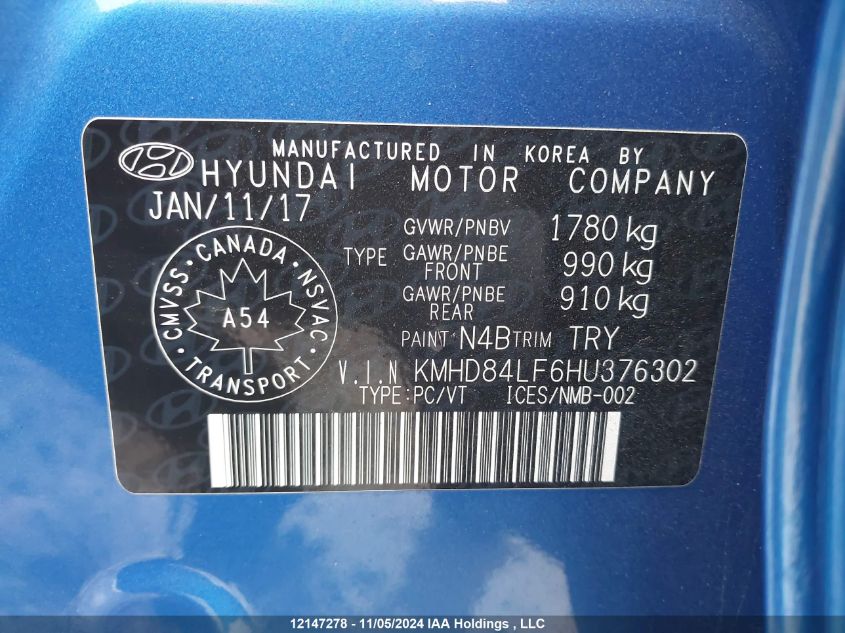 MANUFACTURED IN KOREA BY
HYUNDAI MOTOR COMPANY
JAN/11/17
GVWR/PNBV 1780 kg
TYPE GAWR/PNBE FRONT 990 kg
GAWR/PNBE REAR 910 kg
PAINT N4B TRIM TRY
CANADA · NSVAC · TRANSPORT · CMVSS ·
A54
V.I.N KMHD84LF6HU376302
TYPE:PC/VT ICES/NMB-002
12147278 - 11/05/2024 IAA Holdings , LLC